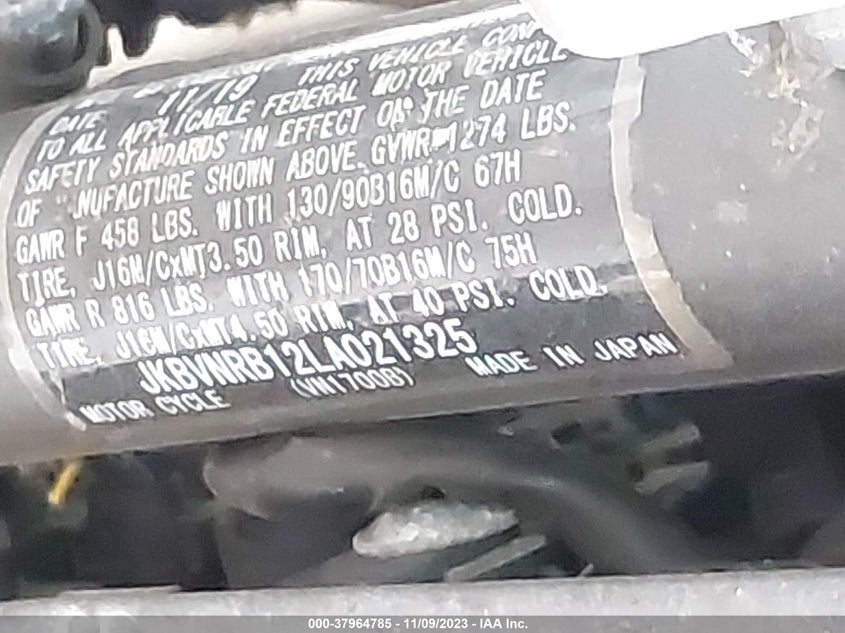 DATE 11/19 THIS VEHICLE CONF
TO ALL APPLICABLE FEDERAL MOTOR VEHICLE
SAFETY STANDARDS IN EFFECT ON THE DATE
OF NUFACTURE SHOWN ABOVE. GVWR 1274 LBS.
GAWR F 458 LBS. WITH 130/90B16M/C 67H
TIRE, J16M/CxMT3.50 RIM, AT 28 PSI. COLD.
GAWR R 816 LBS. WITH 170/70B16M/C 75H
TIRE, J16M/CxMT4.50 RIM, AT 40 PSI. COLD.
JKBVNRB12LA021325
MOTOR CYCLE (VN1700B) MADE IN JAPAN
000-37964785 - 11/09/2023 - IAA Inc.